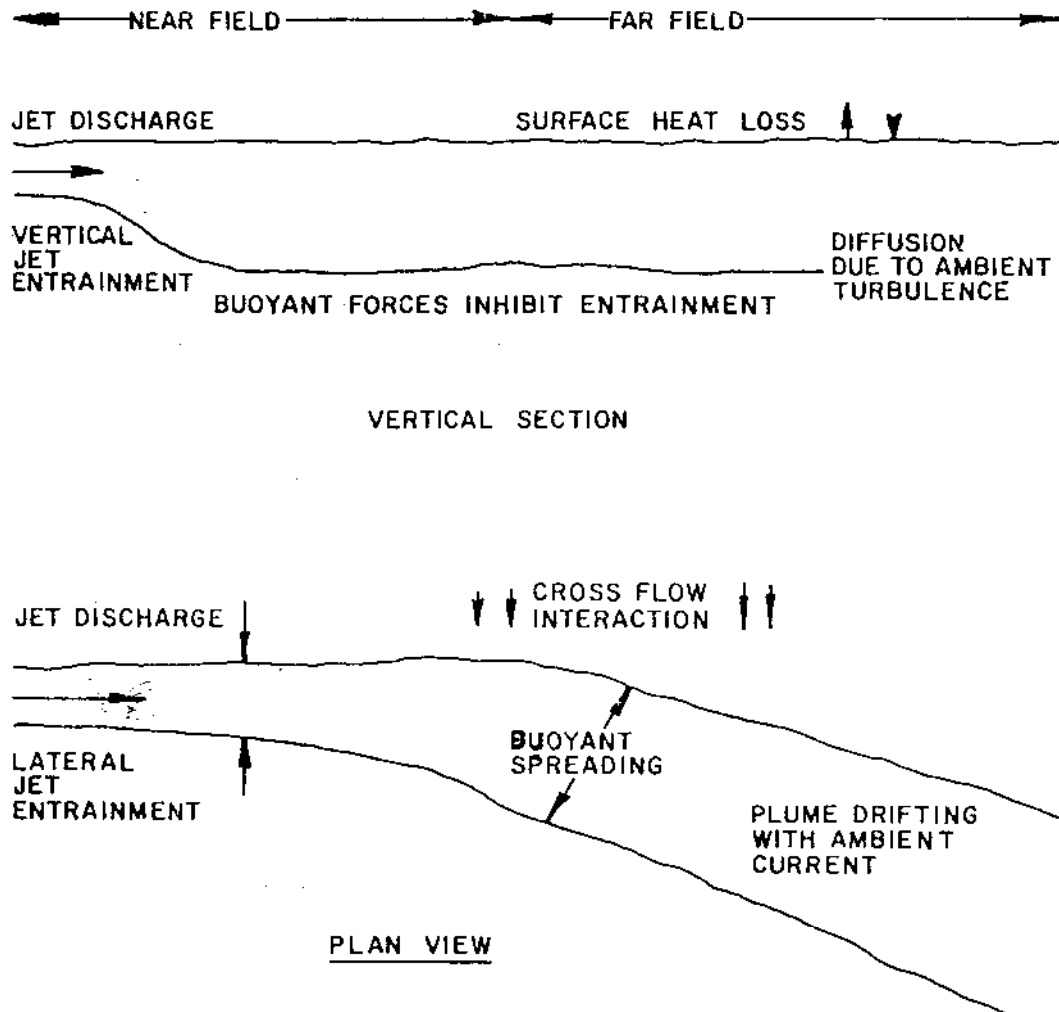 NEAR FIELD
FAR FIELD
JET DISCHARGE
SURFACE HEAT LOSS
VERTICAL
JET
ENTRAINMENT
DIFFUSION
DUE TO AMBIENT
TURBULENCE
BUOYANT FORCES INHIBIT ENTRAINMENT
VERTICAL SECTION
JET DISCHARGE
CROSS FLOW
INTERACTION
LATERAL
JET
ENTRAINMENT
BUOYANT
SPREADING
PLUME DRIFTING
WITH AMBIENT
CURRENT
PLAN VIEW